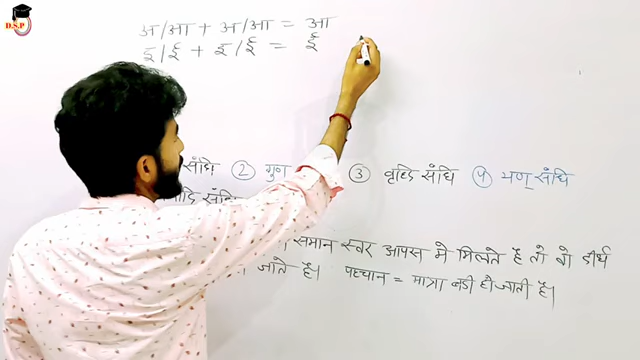 D.S.P
अ/आ + अ/आ = आ
इ/ई + इ/ई = ई
संधि ② गुण ③ वृद्धि संधि ④ यण् संधि
संधि
समान स्वर आपस मे मिलते है तो वो दीर्घ
जाते है। पहचान = मात्रा बडी हो जाती है।